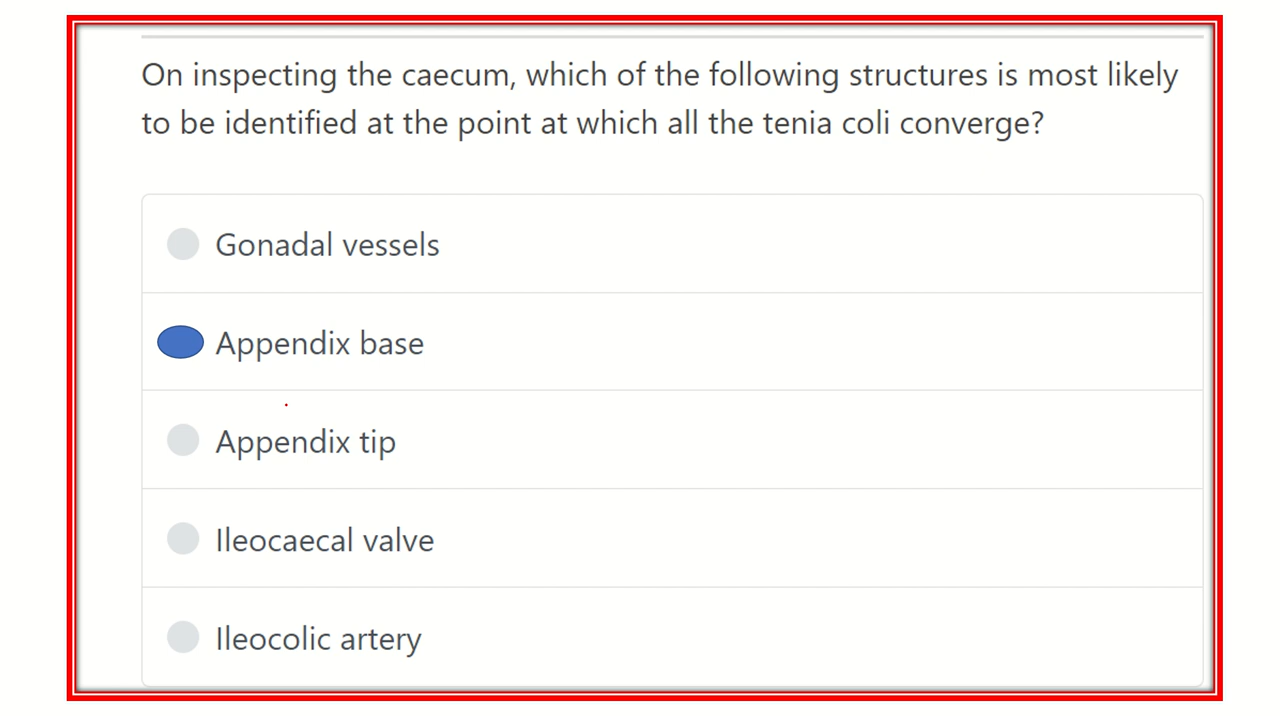 On inspecting the caecum, which of the following structures is most likely
to be identified at the point at which all the tenia coli converge?
Gonadal vessels
Appendix base
Appendix tip
Ileocaecal valve
Ileocolic artery